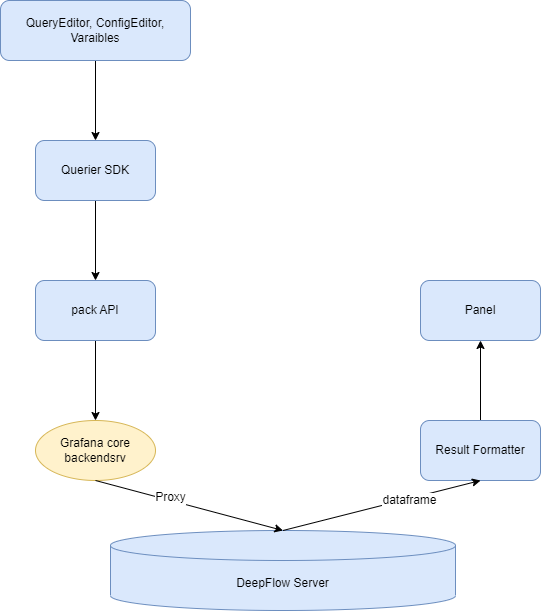 QueryEditor, ConfigEditor,
Varaibles
Querier SDK
pack API
Panel
Grafana core
backendsrv
Result Formatter
Proxy
dataframe
DeepFlow Server